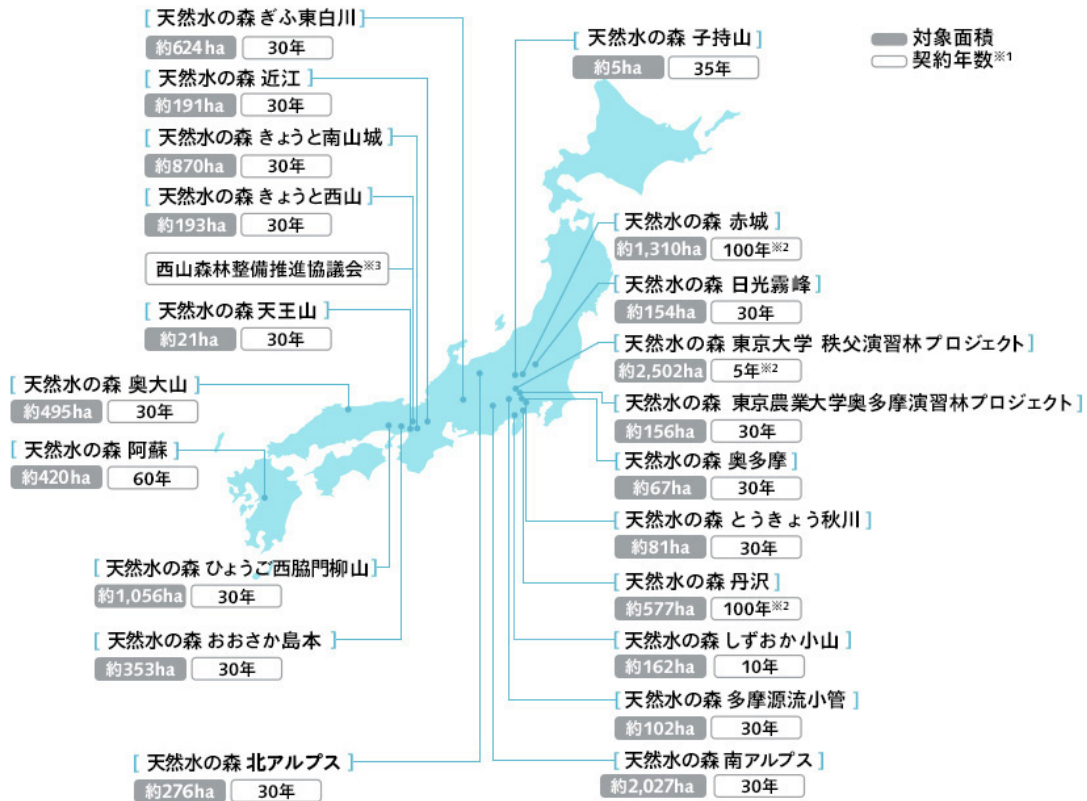 [ 天然水の森 ぎふ東白川 ]
約624ha 30年
[ 天然水の森 近江 ]
約191ha 30年
[ 天然水の森 きょうと南山城 ]
約870ha 30年
[ 天然水の森 きょうと西山 ]
約193ha 30年
西山森林整備推進協議会※3
[ 天然水の森 天王山 ]
約21ha 30年
[ 天然水の森 奥大山 ]
約495ha 30年
[ 天然水の森 阿蘇 ]
約420ha 60年
[ 天然水の森 ひょうご西脇門柳山 ]
約1,056ha 30年
[ 天然水の森 おおさか島本 ]
約353ha 30年
[ 天然水の森 北アルプス ]
約276ha 30年
[ 天然水の森 子持山 ]
約5ha 35年
対象面積
契約年数※1
[ 天然水の森 赤城 ]
約1,310ha 100年※2
[ 天然水の森 日光霧峰 ]
約154ha 30年
[ 天然水の森 東京大学 秩父演習林プロジェクト ]
約2,502ha 5年※2
[ 天然水の森 東京農業大学奥多摩演習林プロジェクト ]
約156ha 30年
[ 天然水の森 奥多摩 ]
約67ha 30年
[ 天然水の森 とうきょう秋川 ]
約81ha 30年
[ 天然水の森 丹沢 ]
約577ha 100年※2
[ 天然水の森 しずおか小山 ]
約162ha 10年
[ 天然水の森 多摩源流小菅 ]
約102ha 30年
[ 天然水の森 南アルプス ]
約2,027ha 30年